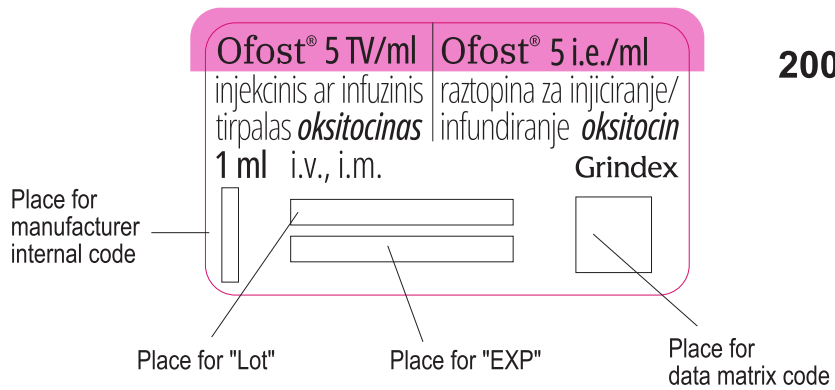 Ofost® 5 TV/ml
injekcinis ar infuzinis
tirpalas oksitocinas
Ofost® 5 i.e./ml
raztopina za injiciranje/
infundiranje oksitocin
1 ml i.v., i.m.
Grindex
200
Place for
manufacturer
internal code
Place for "Lot"
Place for "EXP"
Place for
data matrix code